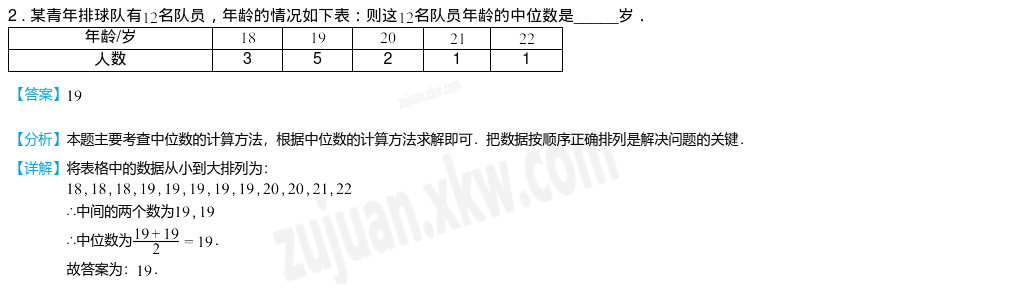 2 . 某青年排球队有12名队员，年龄的情况如下表：则这12名队员年龄的中位数是______岁．
年龄/岁 18 19 20 21 22
人数 3 5 2 1 1
【答案】19
zujuan.xkw.com
【分析】本题主要考查中位数的计算方法，根据中位数的计算方法求解即可．把数据按顺序正确排列是解决问题的关键．
【详解】将表格中的数据从小到大排列为：
18 , 18 , 18 , 19 , 19 , 19 , 19 , 19 , 20 , 20 , 21 , 22
∴中间的两个数为19 , 19
∴中位数为(19 + 19)/2 = 19．
故答案为：19．
zujuan.xkw.com